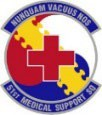 NUNQUAM VACUUS NOS
51ST MEDICAL SUPPORT SQ